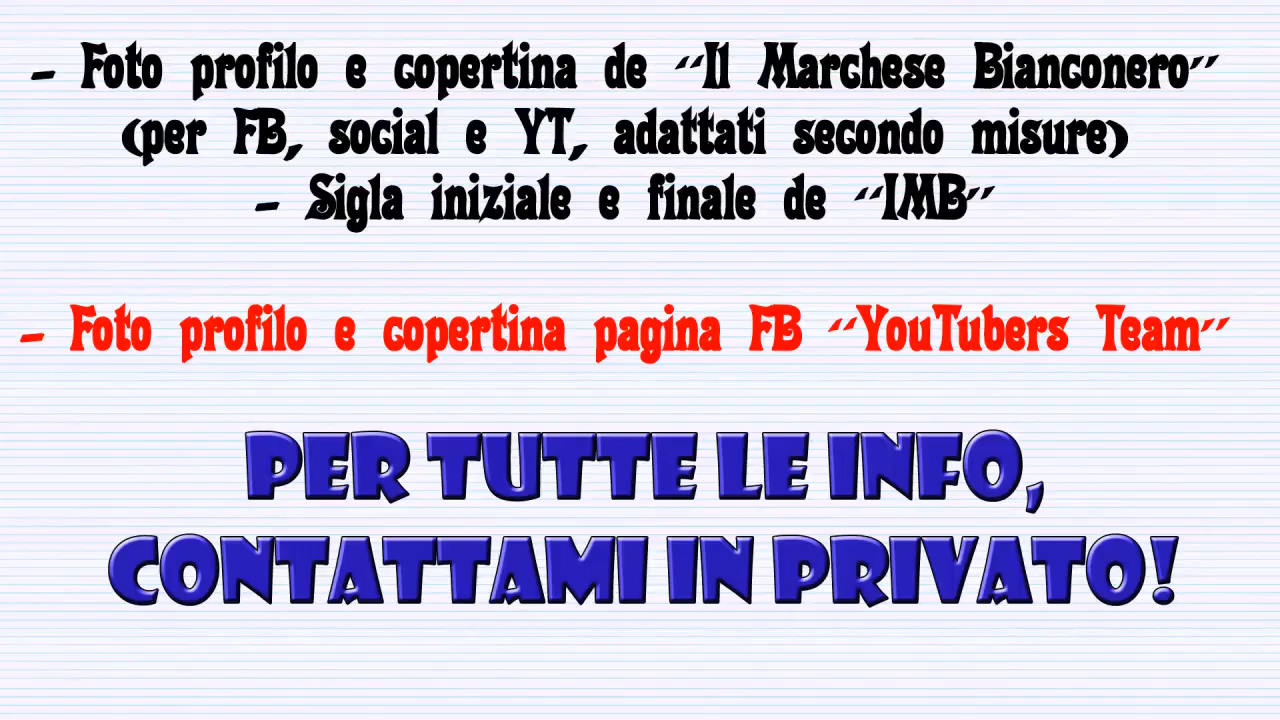 - Foto profilo e copertina de "Il Marchese Bianconero"
(per FB, social e YT, adattati secondo misure)
- Sigla iniziale e finale de "IMB"
- Foto profilo e copertina pagina FB "YouTubers Team"
PER TUTTE LE INFO,
CONTATTAMI IN PRIVATO!